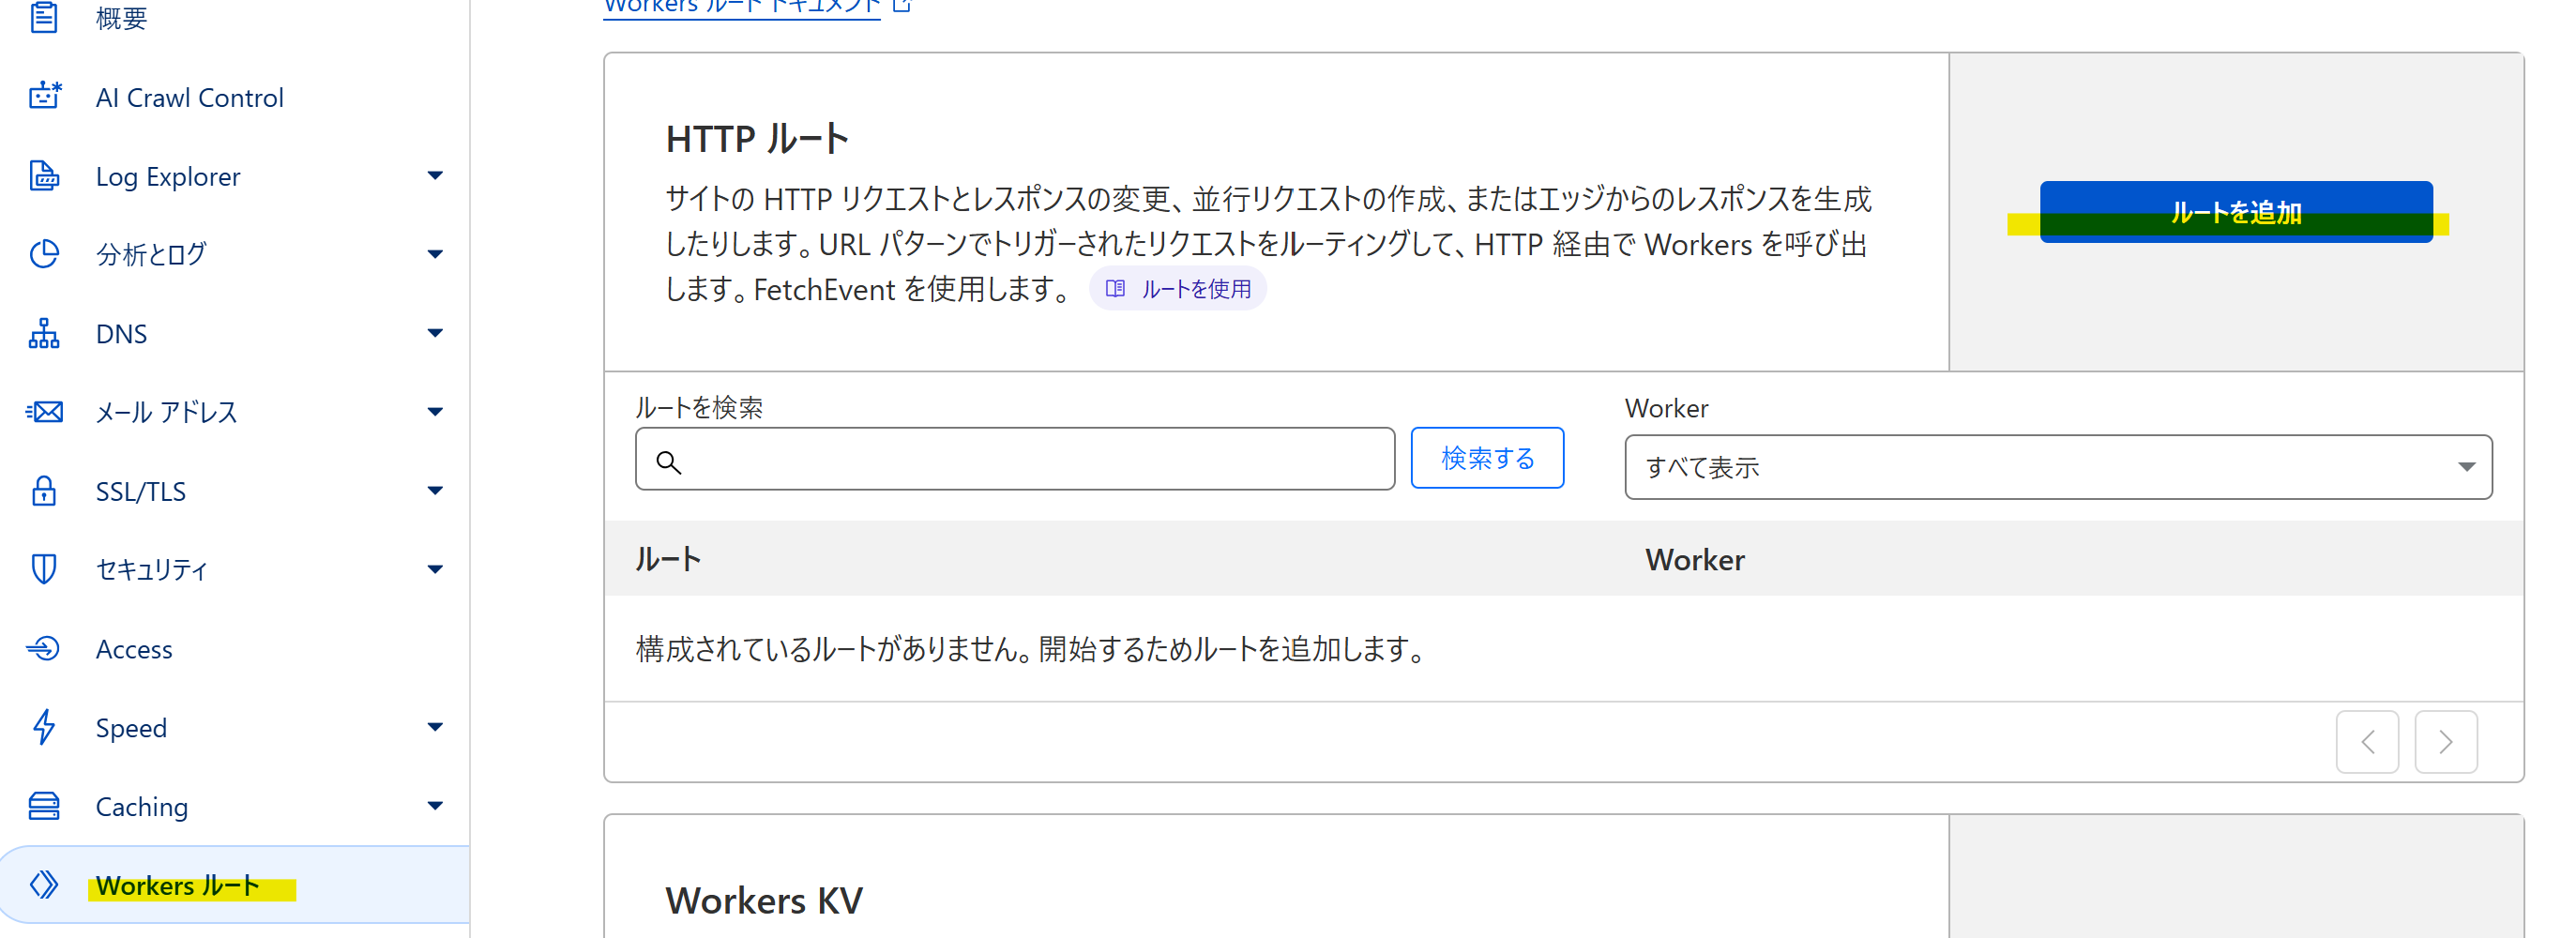 概要
AI Crawl Control
Log Explorer
分析とログ
DNS
メール アドレス
SSL/TLS
セキュリティ
Access
Speed
Caching
Workers ルート
Workers ルート ドキュメント
HTTP ルート
サイトの HTTP リクエストとレスポンスの変更、並行リクエストの作成、またはエッジからのレスポンスを生成
したりします。URL パターンでトリガーされたリクエストをルーティングして、HTTP 経由で Workers を呼び出
します。FetchEvent を使用します。 ルートを使用
ルートを追加
ルートを検索
検索する
Worker
すべて表示
ルート Worker
構成されているルートがありません。開始するためルートを追加します。
Workers KV